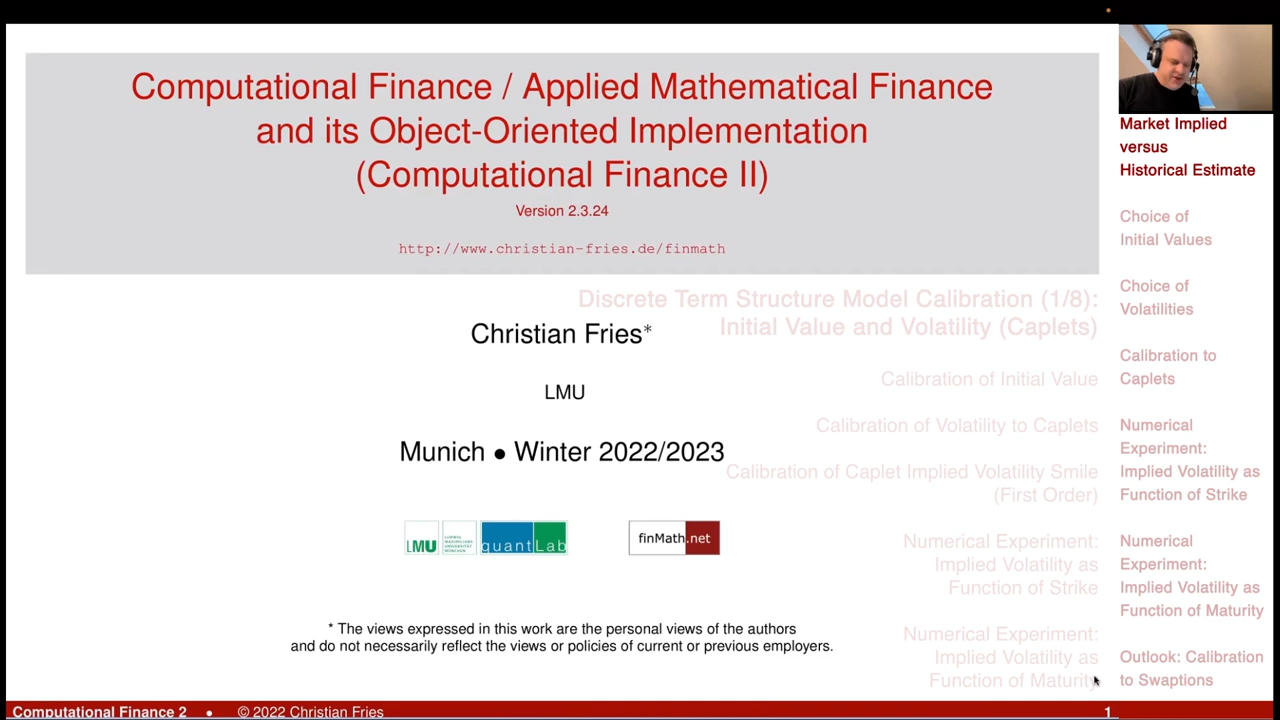 Computational Finance / Applied Mathematical Finance
and its Object-Oriented Implementation
(Computational Finance II)
Version 2.3.24
http://www.christian-fries.de/finmath
Discrete Term Structure Model Calibration (1/8):
Initial Value and Volatility (Caplets)
Christian Fries*
Calibration of Initial Value
LMU
Calibration of Volatility to Caplets
Munich • Winter 2022/2023
Calibration of Caplet Implied Volatility Smile
(First Order)
LMU
LUDWIG
MAXIMILIANS
UNIVERSITÄT
MÜNCHEN
quantLab
finMath.net
Numerical Experiment:
Implied Volatility as
Function of Strike
* The views expressed in this work are the personal views of the authors
and do not necessarily reflect the views or policies of current or previous employers.
Numerical Experiment:
Implied Volatility as
Function of Maturity
Market Implied
versus
Historical Estimate
Choice of
Initial Values
Choice of
Volatilities
Calibration to
Caplets
Numerical
Experiment:
Implied Volatility as
Function of Strike
Numerical
Experiment:
Implied Volatility as
Function of Maturity
Outlook: Calibration
to Swaptions
Computational Finance 2 • © 2022 Christian Fries 1